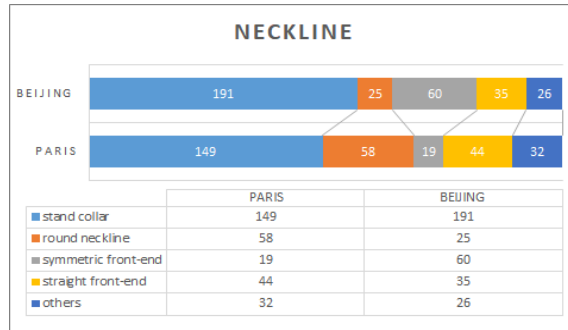 NECKLINE
BEIJING 191 25 60 35 26
PARIS 149 58 19 44 32
PARIS BEIJING
stand collar 149 191
round neckline 58 25
symmetric front-end 19 60
straight front-end 44 35
others 32 26